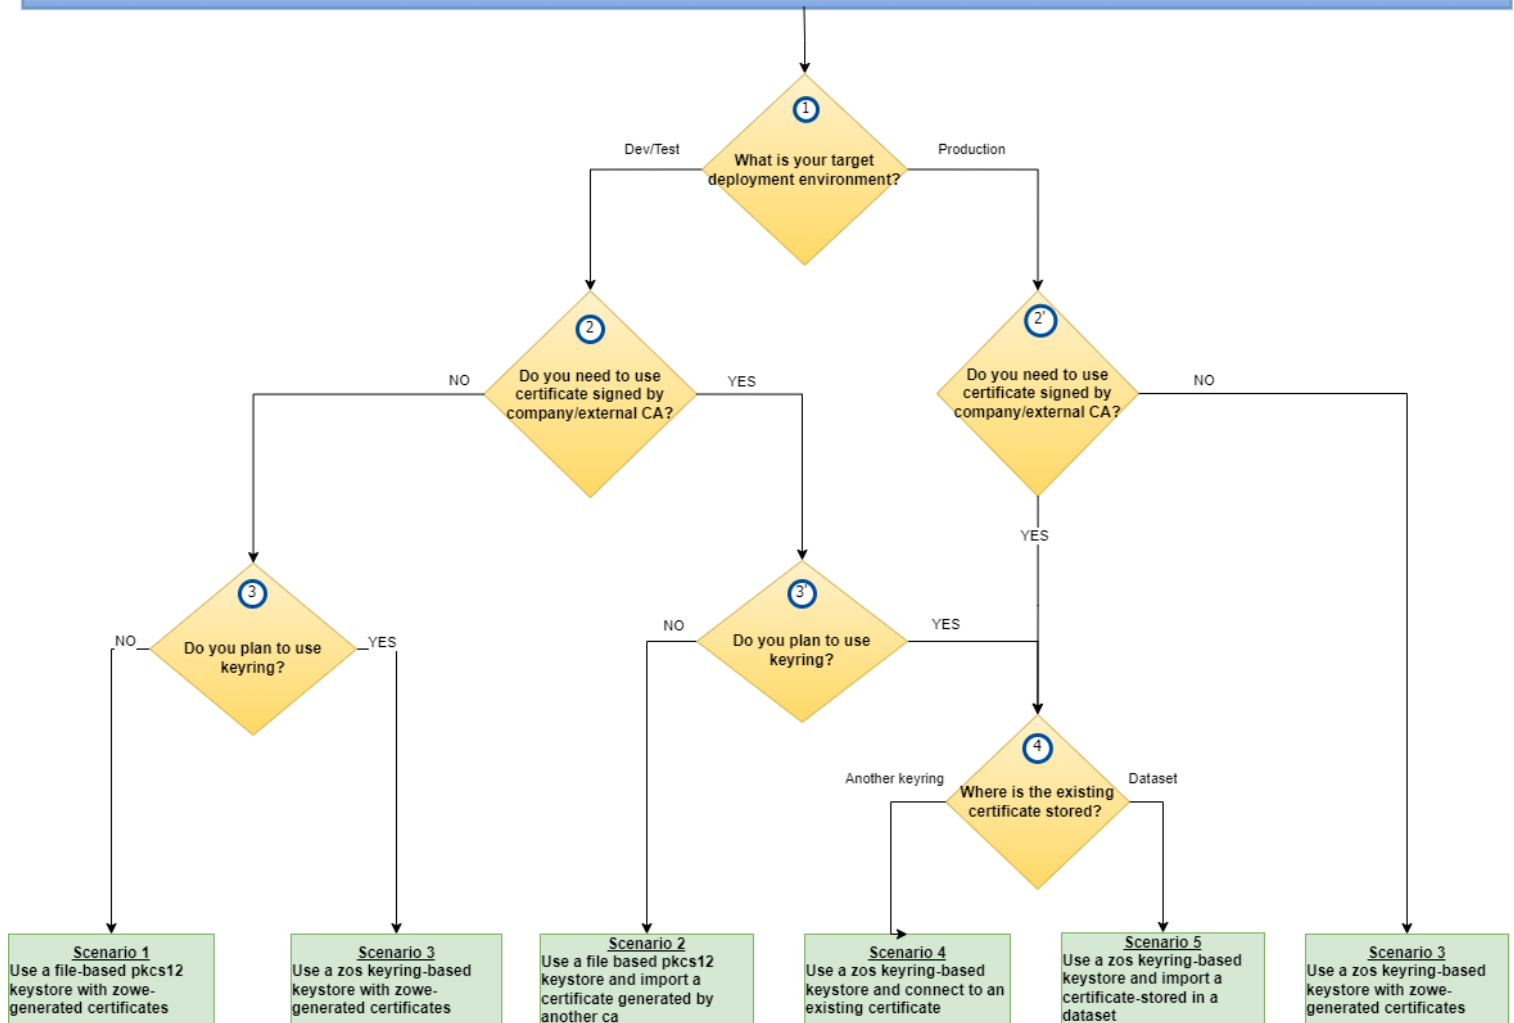 1
What is your target
deployment environment?
Dev/Test
Production
2
Do you need to use
certificate signed by
company/external CA?
NO
YES
2'
Do you need to use
certificate signed by
company/external CA?
NO
YES
3
Do you plan to use
keyring?
NO
YES
3'
Do you plan to use
keyring?
NO
YES
4
Where is the existing
certificate stored?
Another keyring
Dataset
Scenario 1
Use a file-based pkcs12
keystore with zowe-
generated certificates
Scenario 3
Use a zos keyring-based
keystore with zowe-
generated certificates
Scenario 2
Use a file based pkcs12
keystore and import a
certificate generated by
another ca
Scenario 4
Use a zos keyring-based
keystore and connect to an
existing certificate
Scenario 5
Use a zos keyring-based
keystore and import a
certificate-stored in a
dataset
Scenario 3
Use a zos keyring-based
keystore with zowe-
generated certificates